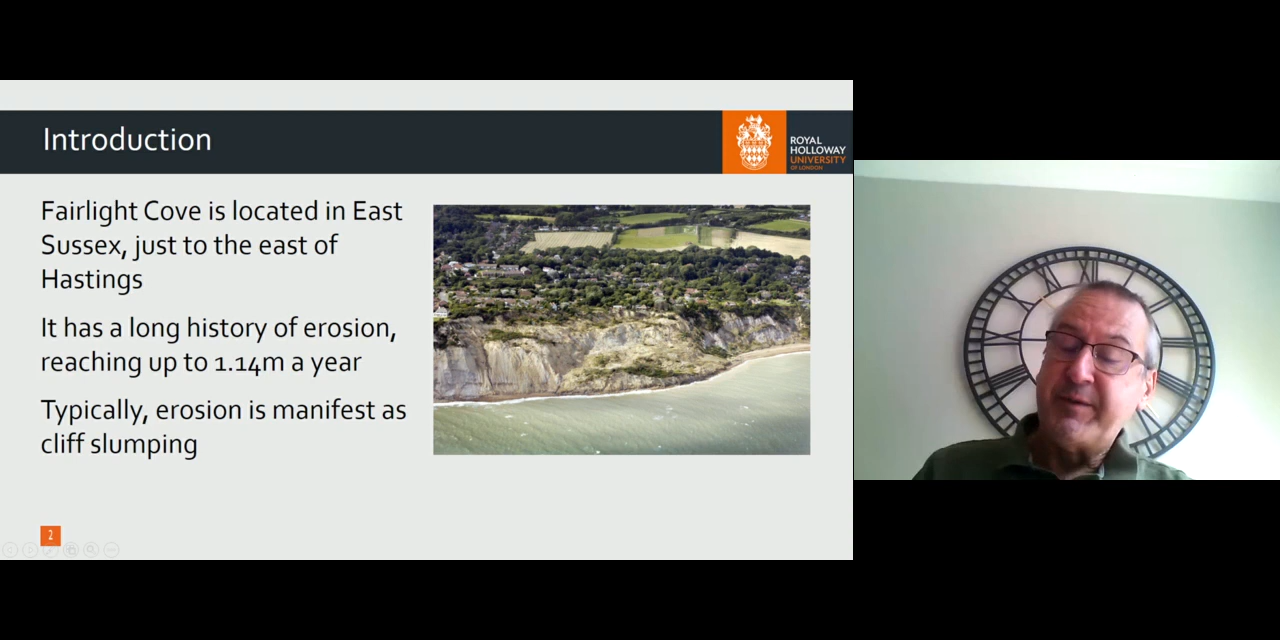 Introduction
ROYAL
HOLLOWAY
UNIVERSITY
OF LONDON
Fairlight Cove is located in East
Sussex, just to the east of
Hastings
It has a long history of erosion,
reaching up to 1.14m a year
Typically, erosion is manifest as
cliff slumping
2